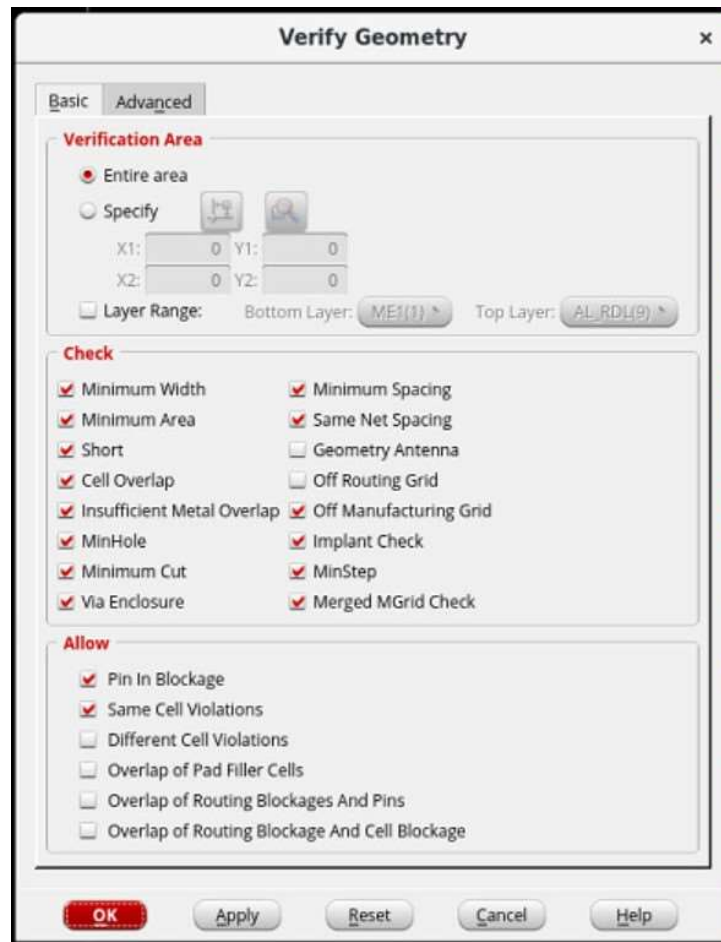 Verify Geometry ×
Basic Advanced
Verification Area
Entire area
Specify
X1: 0 Y1: 0
X2: 0 Y2: 0
Layer Range: Bottom Layer: ME1(1) Top Layer: AL_RDL(9)
Check
Minimum Width Minimum Spacing
Minimum Area Same Net Spacing
Short Geometry Antenna
Cell Overlap Off Routing Grid
Insufficient Metal Overlap Off Manufacturing Grid
MinHole Implant Check
Minimum Cut MinStep
Via Enclosure Merged MGrid Check
Allow
Pin In Blockage
Same Cell Violations
Different Cell Violations
Overlap of Pad Filler Cells
Overlap of Routing Blockages And Pins
Overlap of Routing Blockage And Cell Blockage
OK Apply Reset Cancel Help